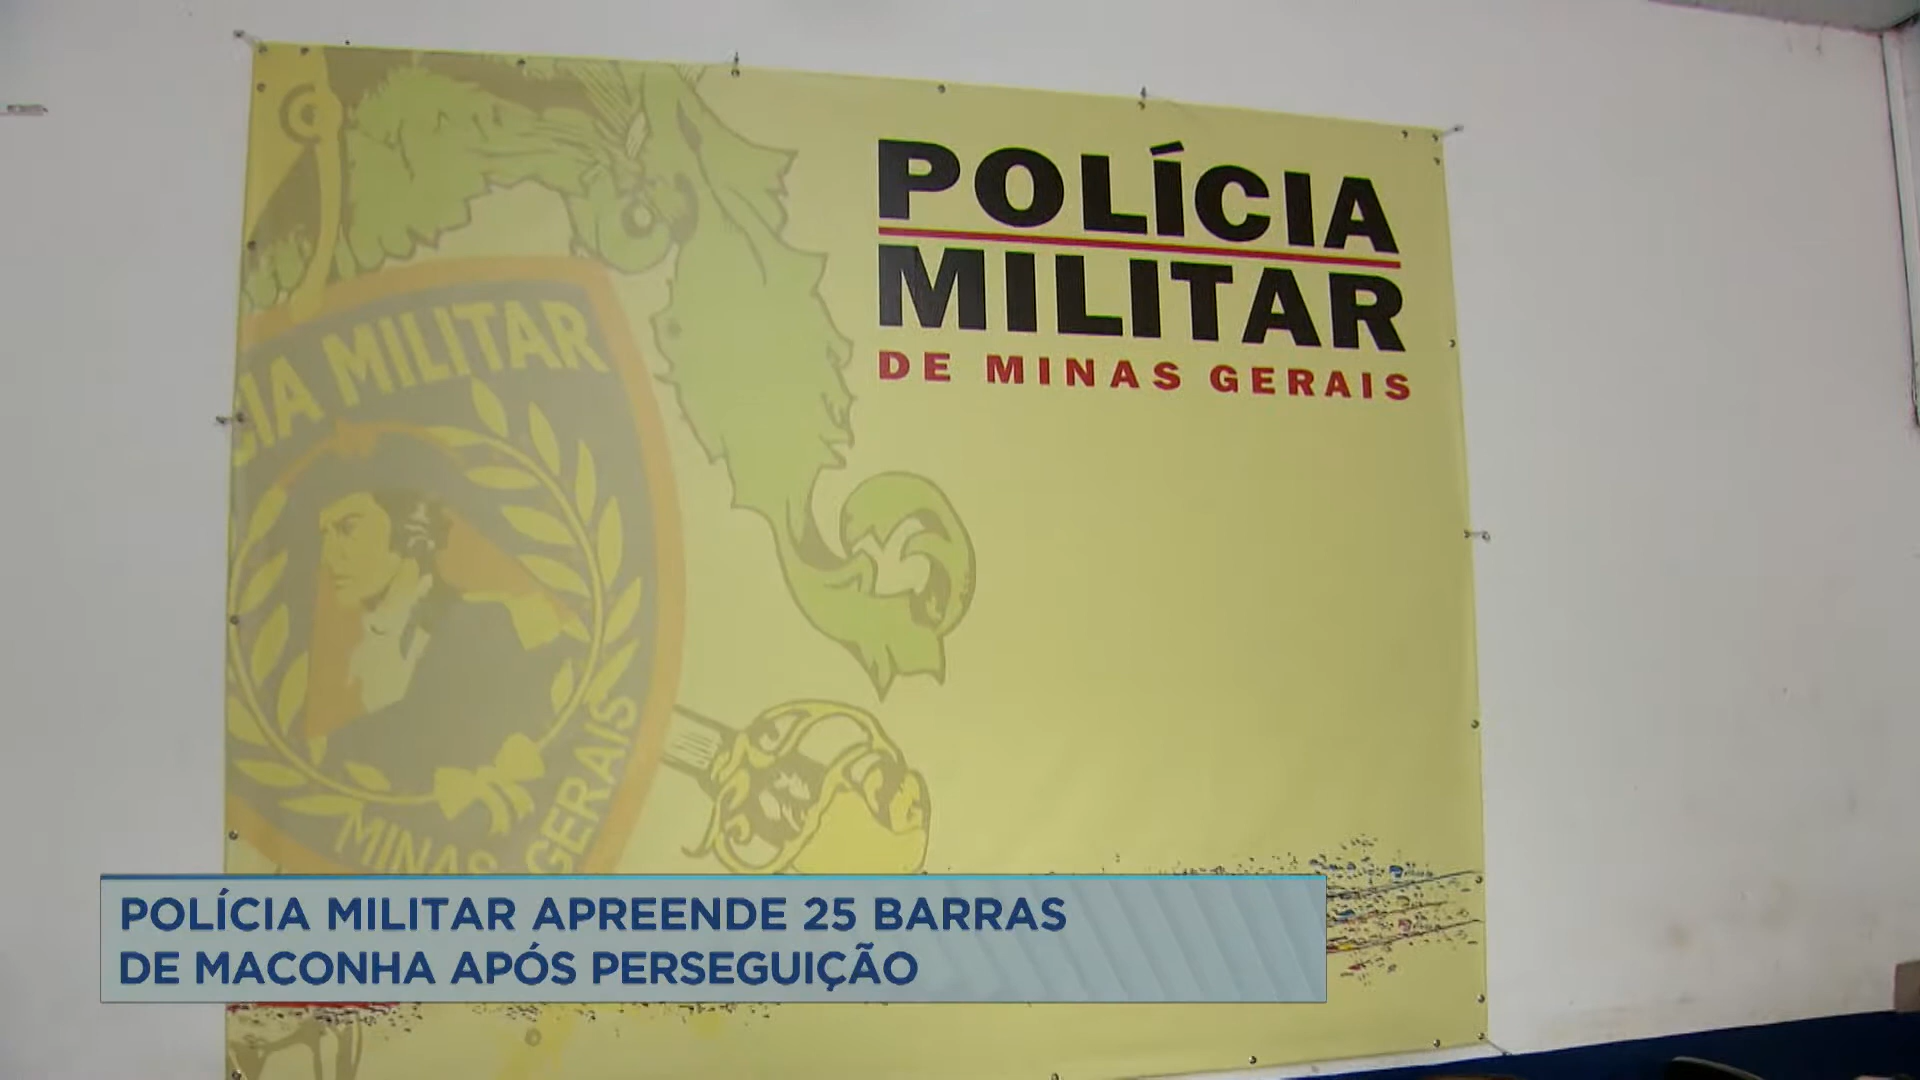 POLÍCIA
MILITAR
DE MINAS GERAIS
CIA MILITAR
MINAS GERAIS
POLÍCIA MILITAR APREENDE 25 BARRAS
DE MACONHA APÓS PERSEGUIÇÃO